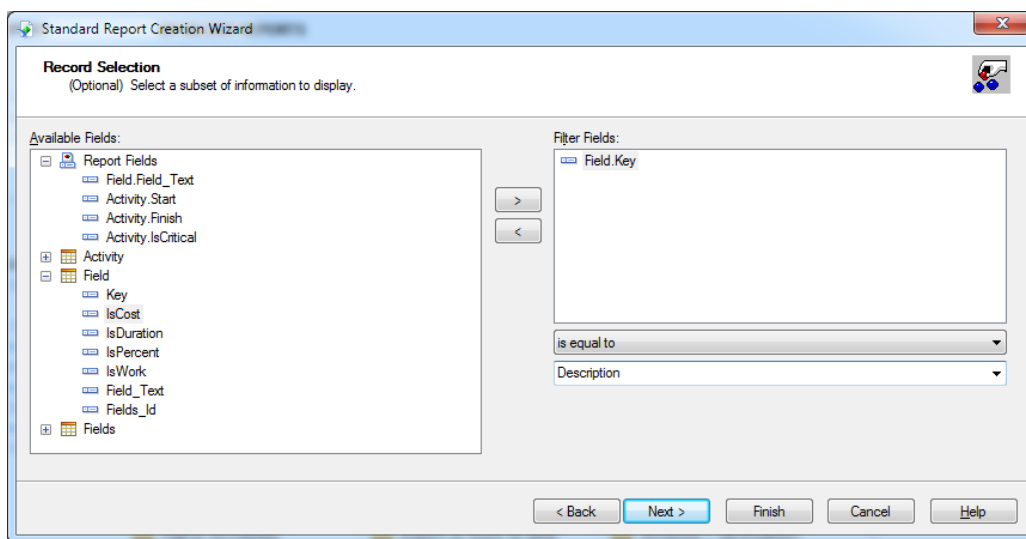 Standard Report Creation Wizard
X
Record Selection
(Optional) Select a subset of information to display.
Available Fields:
Report Fields
Field.Field_Text
Activity.Start
Activity.Finish
Activity.IsCritical
Activity
Field
Key
IsCost
IsDuration
IsPercent
IsWork
Field_Text
Fields_Id
Fields
>
<
Filter Fields:
Field.Key
is equal to
Description
< Back
Next >
Finish
Cancel
Help